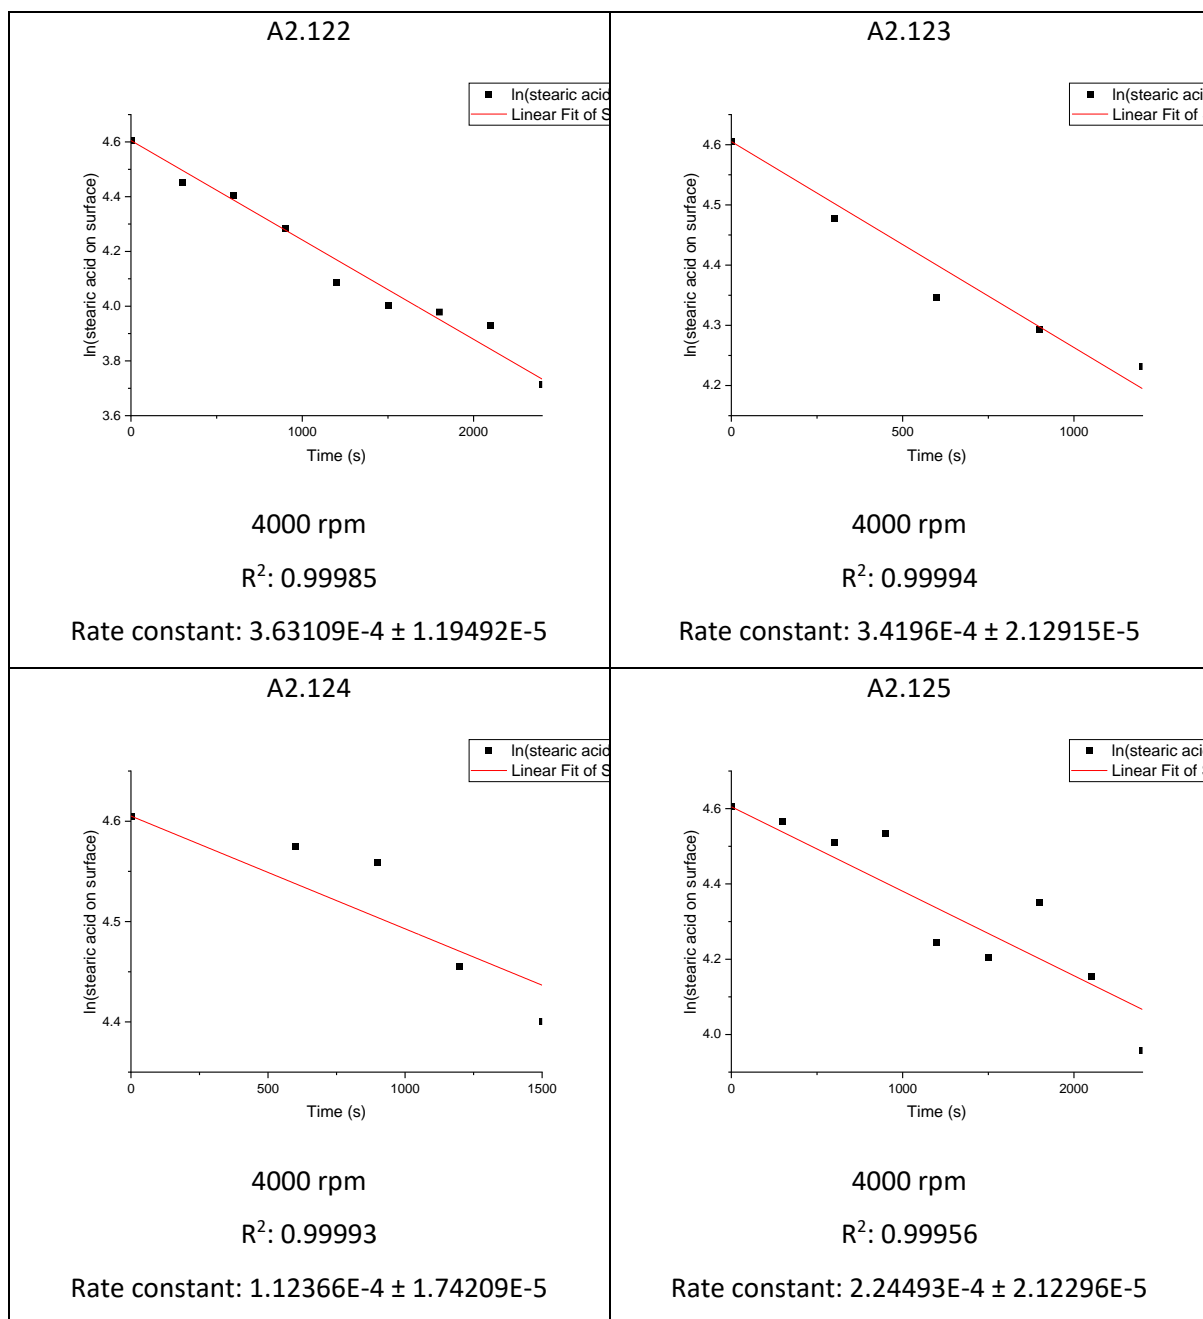 A2.122
ln(stearic acid
Linear Fit of S
ln(stearic acid on surface)
4.6
4.4
4.2
4.0
3.8
3.6
0
1000
2000
Time (s)
4000 rpm
R²: 0.99985
Rate constant: 3.63109E-4 ± 1.19492E-5
A2.123
ln(stearic aci
Linear Fit of
ln(stearic acid on surface)
4.6
4.5
4.4
4.3
4.2
0
500
1000
Time (s)
4000 rpm
R²: 0.99994
Rate constant: 3.4196E-4 ± 2.12915E-5
A2.124
ln(stearic acid
Linear Fit of S
ln(stearic acid on surface)
4.6
4.5
4.4
0
500
1000
1500
Time (s)
4000 rpm
R²: 0.99993
Rate constant: 1.12366E-4 ± 1.74209E-5
A2.125
ln(stearic aci
Linear Fit of
ln(stearic acid on surface)
4.6
4.4
4.2
4.0
0
1000
2000
Time (s)
4000 rpm
R²: 0.99956
Rate constant: 2.24493E-4 ± 2.12296E-5